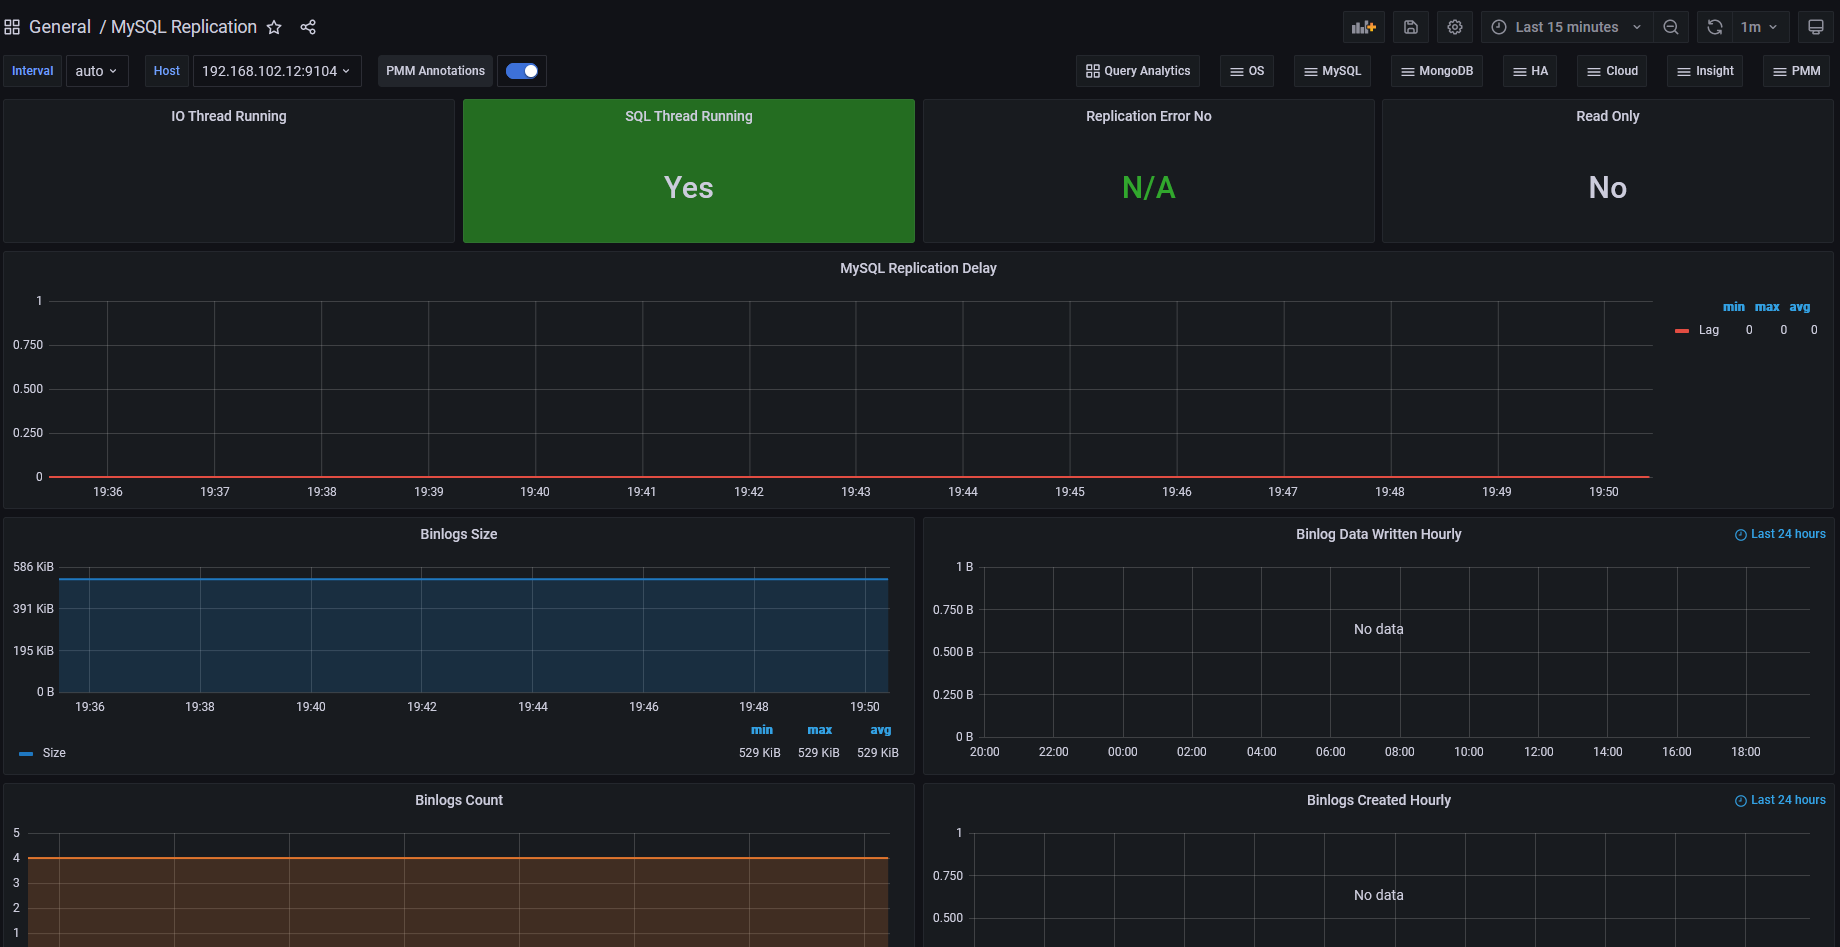 General / MySQL Replication
Last 15 minutes
1m
Interval
auto
Host
192.168.102.12:9104
PMM Annotations
Query Analytics
OS
MySQL
MongoDB
HA
Cloud
Insight
PMM
IO Thread Running
SQL Thread Running
Yes
Replication Error No
N/A
Read Only
No
MySQL Replication Delay
1
0.750
0.500
0.250
0
19:36 19:37 19:38 19:39 19:40 19:41 19:42 19:43 19:44 19:45 19:46 19:47 19:48 19:49 19:50
min max avg
Lag 0 0 0
Binlogs Size
586 KiB
391 KiB
195 KiB
0 B
19:36 19:38 19:40 19:42 19:44 19:46 19:48 19:50
min max avg
Size 529 KiB 529 KiB 529 KiB
Binlog Data Written Hourly
Last 24 hours
1 B
0.750 B
No data
0.500 B
0.250 B
0 B
20:00 22:00 00:00 02:00 04:00 06:00 08:00 10:00 12:00 14:00 16:00 18:00
Binlogs Count
5
4
3
2
1
Binlogs Created Hourly
Last 24 hours
1
0.750
No data
0.500